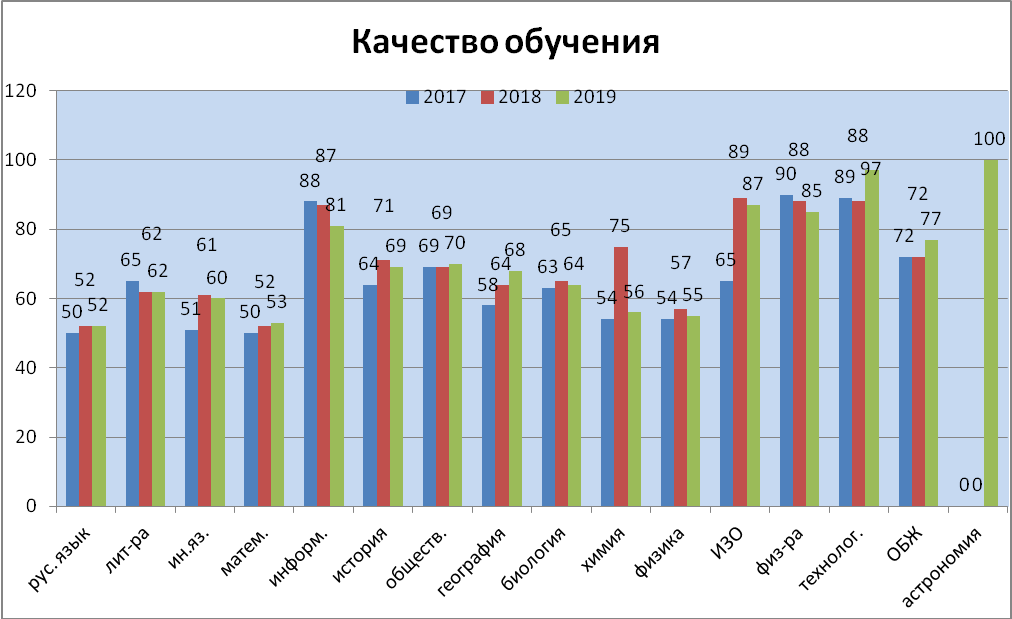 Качество обучения
120
2017 2018 2019
100
80
60
40
20
0
50 52 52
65 62 62
51 61 60
50 52 53
88 87 81
64 71 69
69 69 70
58 64 68
63 65 64
54 75 56
54 57 55
65 89 87
90 88 85
89 88 97
72 72 77
0 0 100
рус.язык
лит-ра
ин.яз.
матем.
информ.
история
обществ.
география
биология
химия
физика
ИЗО
физ-ра
технолог.
ОБЖ
астрономия